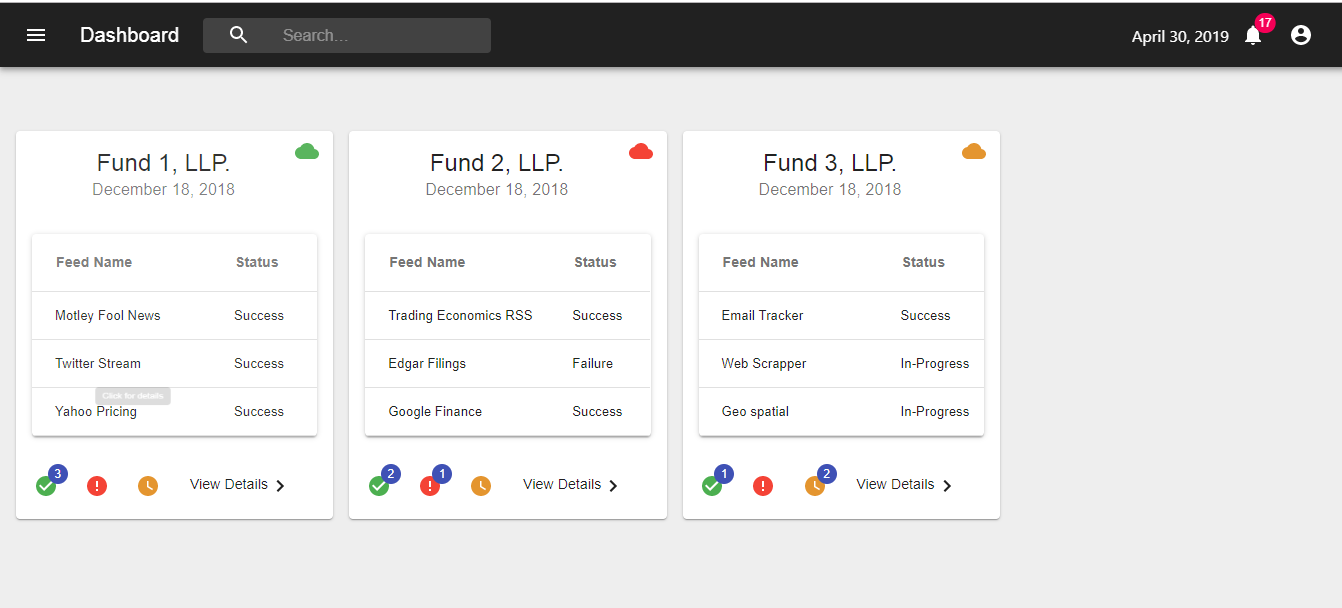 Dashboard
Search...
April 30, 2019
17
Fund 1, LLP.
December 18, 2018
Feed Name Status
Motley Fool News Success
Twitter Stream Success
Click for details
Yahoo Pricing Success
3
View Details
Fund 2, LLP.
December 18, 2018
Feed Name Status
Trading Economics RSS Success
Edgar Filings Failure
Google Finance Success
2
1
View Details
Fund 3, LLP.
December 18, 2018
Feed Name Status
Email Tracker Success
Web Scrapper In-Progress
Geo spatial In-Progress
1
2
View Details